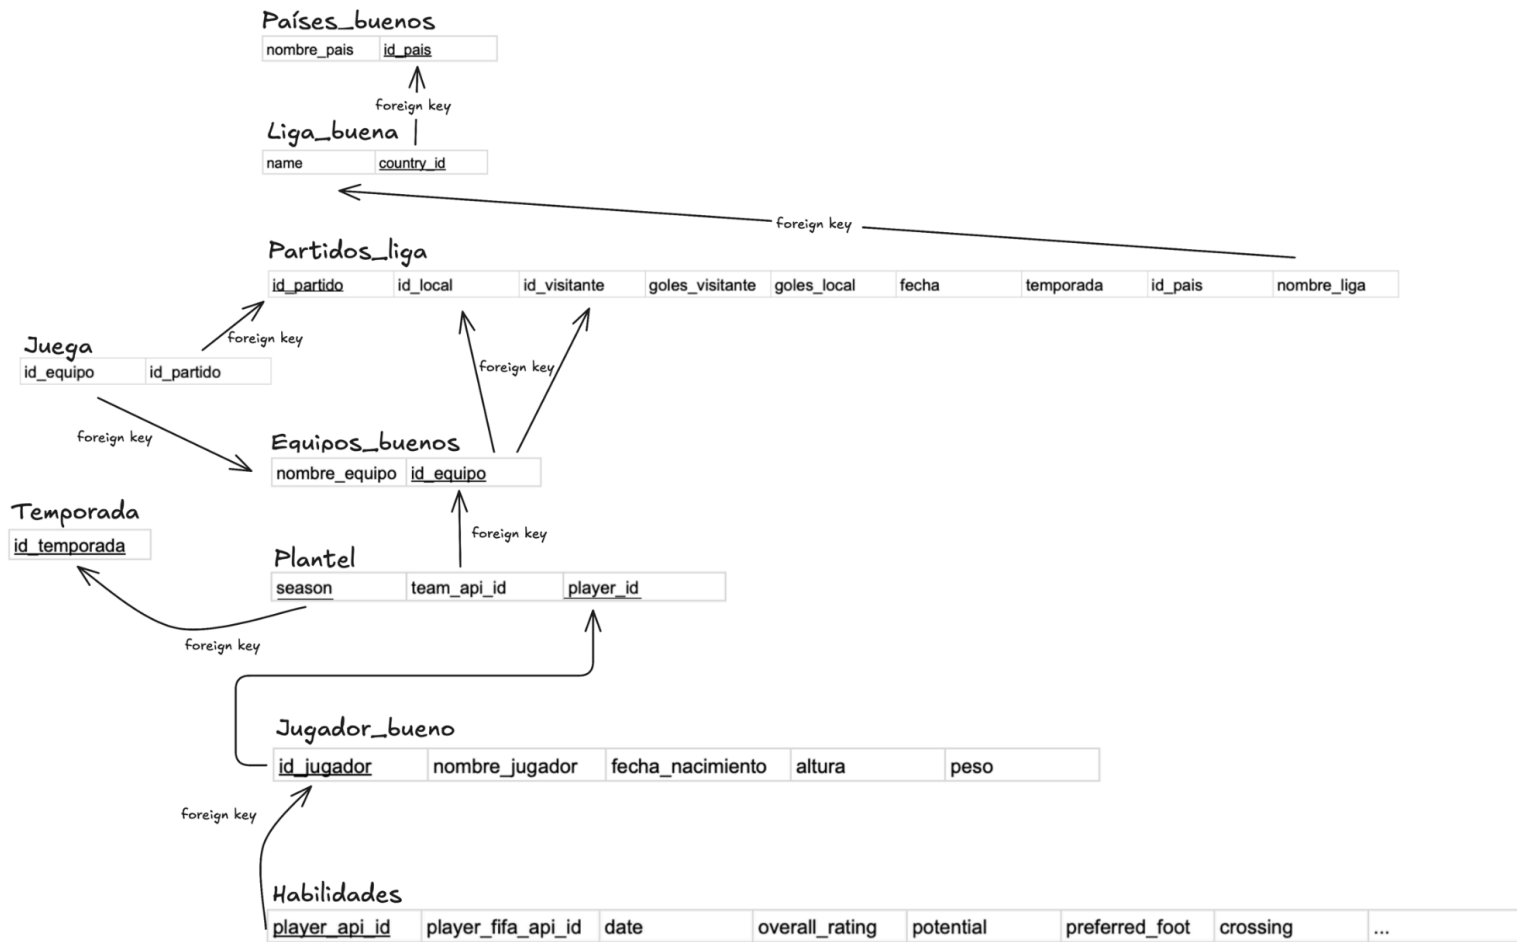 Países_buenos
nombre_pais id_pais
foreign key
Liga_buena
name country_id
foreign key
Partidos_liga
id_partido id_local id_visitante goles_visitante goles_local fecha temporada id_pais nombre_liga
foreign key
Juega
id_equipo id_partido
foreign key
foreign key
Equipos_buenos
nombre_equipo id_equipo
Temporada
id_temporada
foreign key
Plantel
season team_api_id player_id
foreign key
Jugador_bueno
id_jugador nombre_jugador fecha_nacimiento altura peso
foreign key
Habilidades
player_api_id player_fifa_api_id date overall_rating potential preferred_foot crossing ...